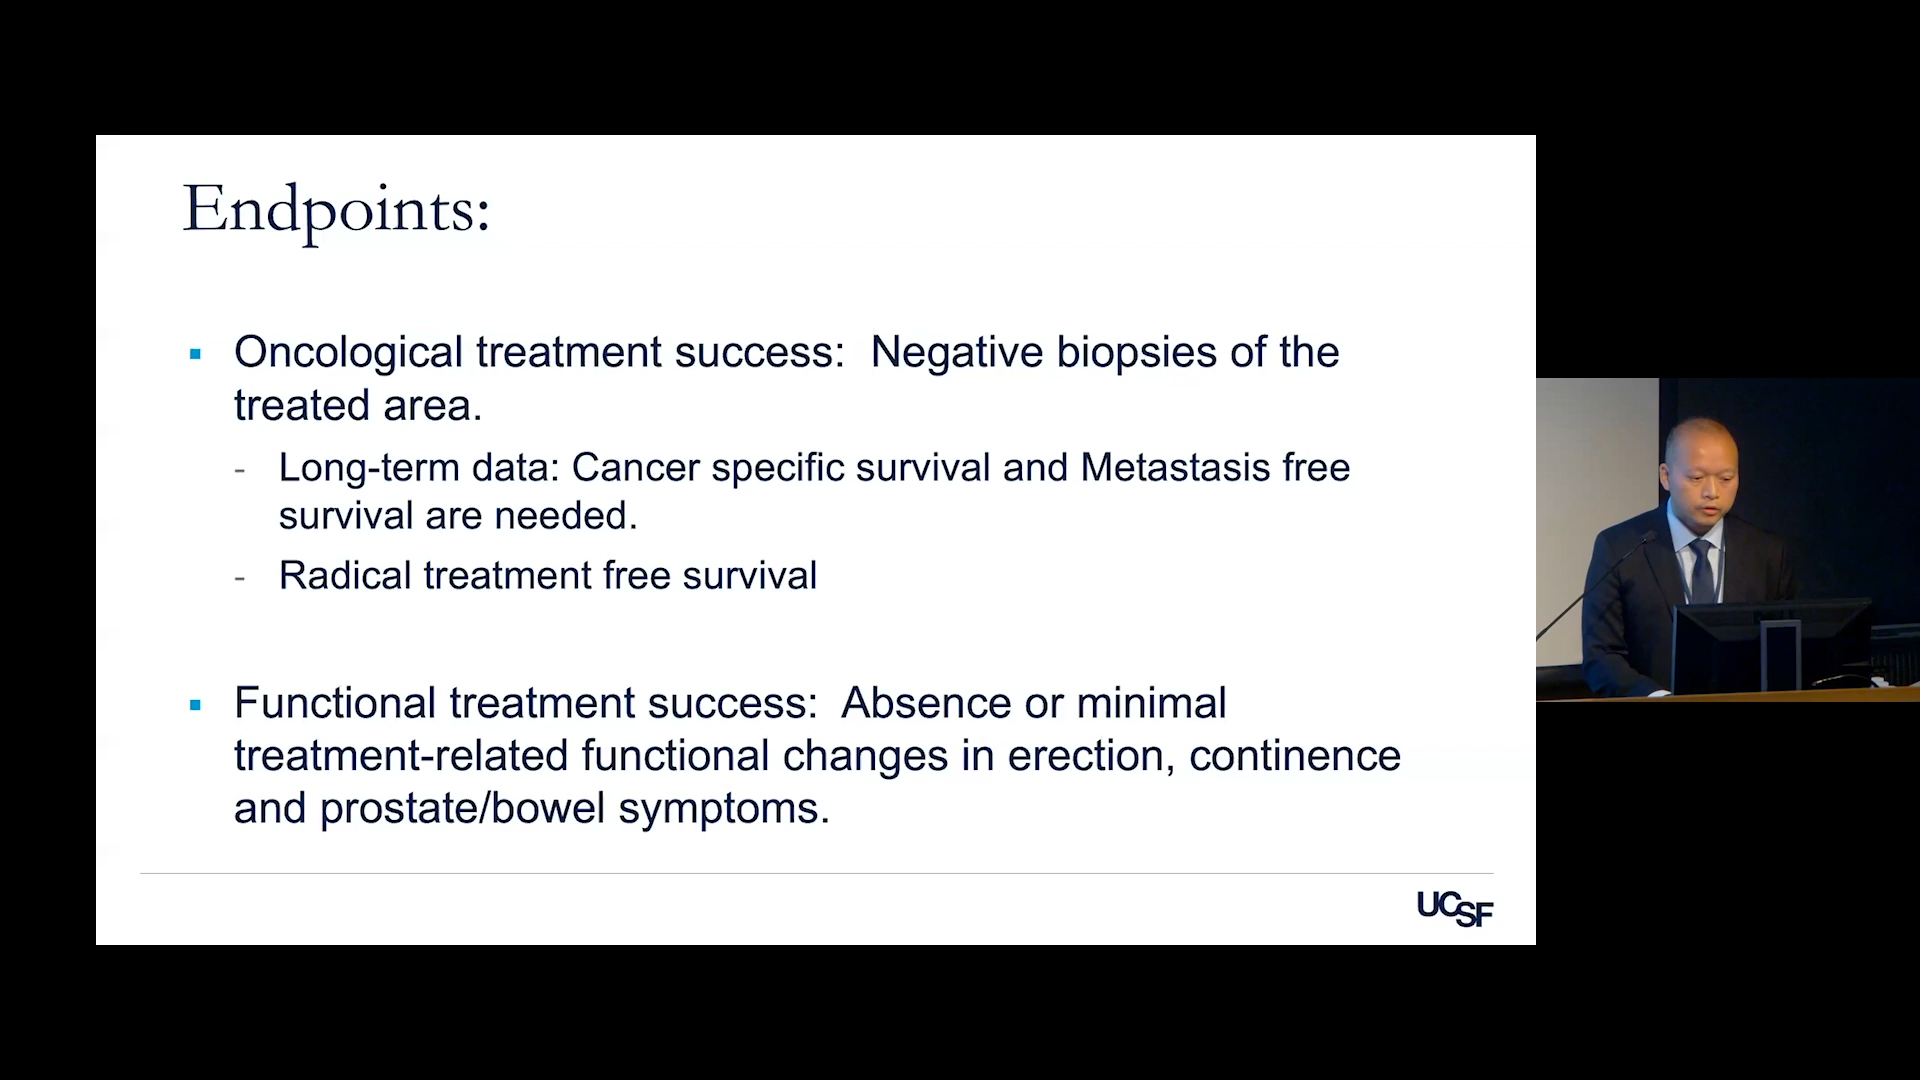 Endpoints:
Oncological treatment success: Negative biopsies of the
treated area.
- Long-term data: Cancer specific survival and Metastasis free
survival are needed.
- Radical treatment free survival
Functional treatment success: Absence or minimal
treatment-related functional changes in erection, continence
and prostate/bowel symptoms.
UCSF